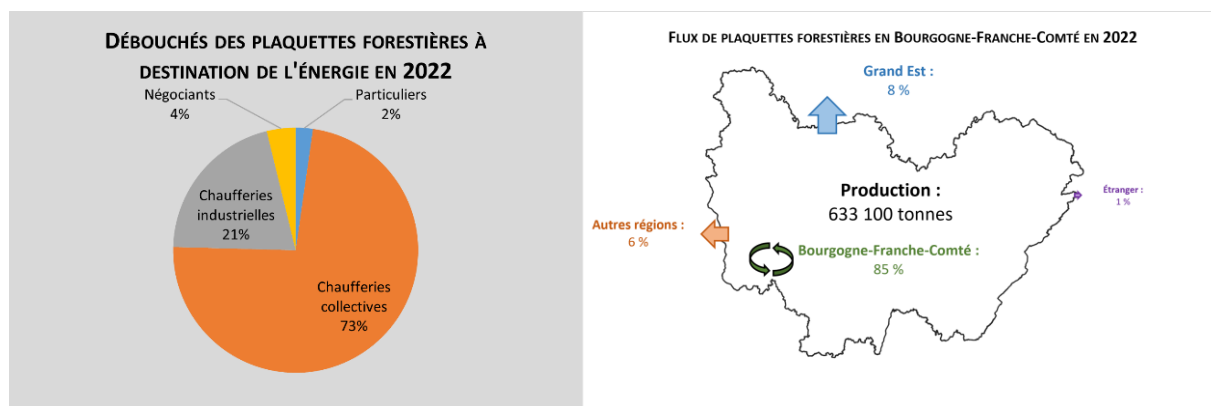 DÉBOUCHÉS DES PLAQUETTES FORESTIÈRES À
DESTINATION DE L'ÉNERGIE EN 2022
Négociants
4%
Particuliers
2%
Chaufferies
industrielles
21%
Chaufferies
collectives
73%
FLUX DE PLAQUETTES FORESTIÈRES EN BOURGOGNE-FRANCHE-COMTÉ EN 2022
Grand Est :
8 %
Production :
633 100 tonnes
Étranger :
1 %
Autres régions :
6 %
Bourgogne-Franche-Comté :
85 %